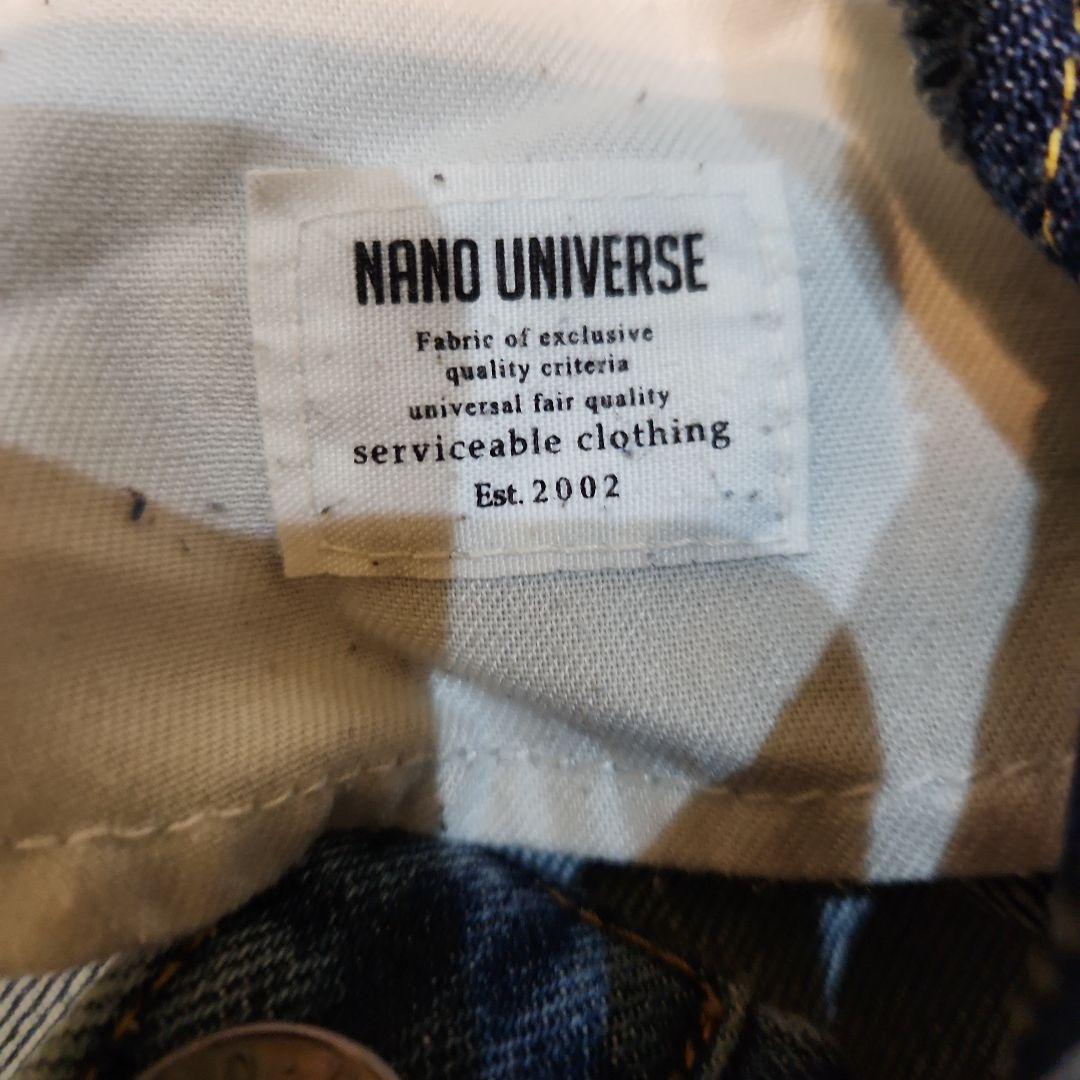 NANO UNIVERSE
Fabric of exclusive
quality criteria
universal fair quality
serviceable clothing
Est. 2002